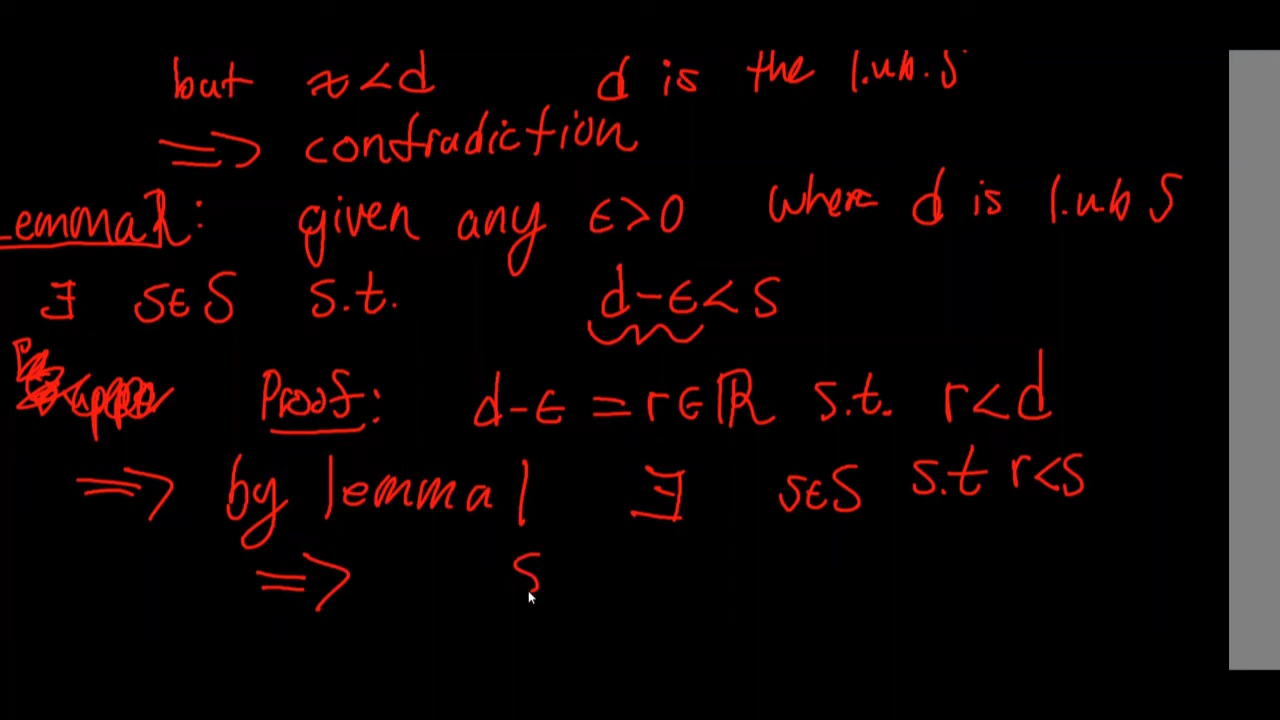 but x < d d is the l.u.b. S
=> contradiction
Lemma 2: given any ϵ > 0 where d is l.u.b S
∃ s ∈ S s.t. d - ϵ < s
Proof: d - ϵ = r ∈ ℝ s.t. r < d
=> by lemma 1 ∃ s ∈ S s.t r < s
=> s